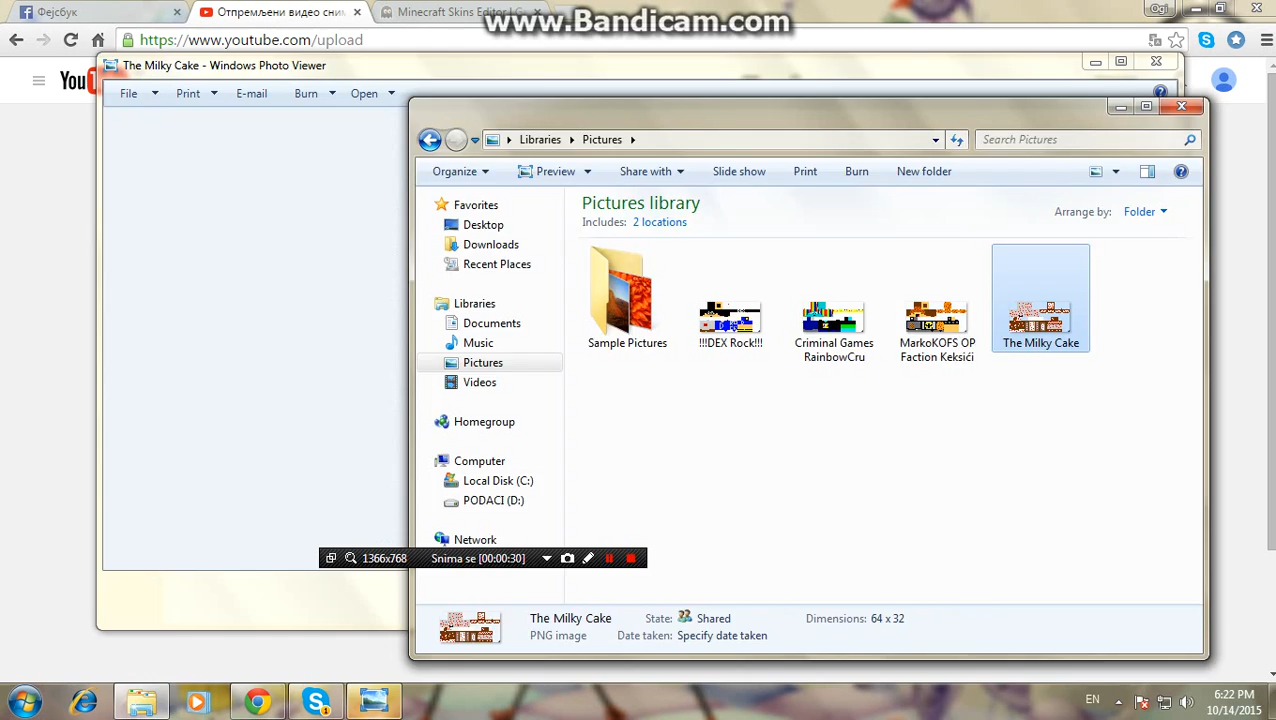 www.Bandicam.com
Фејсбук
Отпремљени видео сним
Minecraft Skins Editor | G
Ogi
https://www.youtube.com/upload
You
The Milky Cake - Windows Photo Viewer
File Print E-mail Burn Open
Libraries Pictures
Search Pictures
Organize Preview Share with Slide show Print Burn New folder
Favorites
Desktop
Downloads
Recent Places
Libraries
Documents
Music
Pictures
Videos
Homegroup
Computer
Local Disk (C:)
PODACI (D:)
Network
Pictures library
Includes: 2 locations
Arrange by: Folder
Sample Pictures
!!!DEX Rock!!!
Criminal Games RainbowCru
MarkoKOFS OP Faction Keksići
The Milky Cake
1366x768 Snima se [00:00:30]
The Milky Cake State: Shared Dimensions: 64 x 32
PNG image Date taken: Specify date taken
1
EN
6:22 PM
10/14/2015